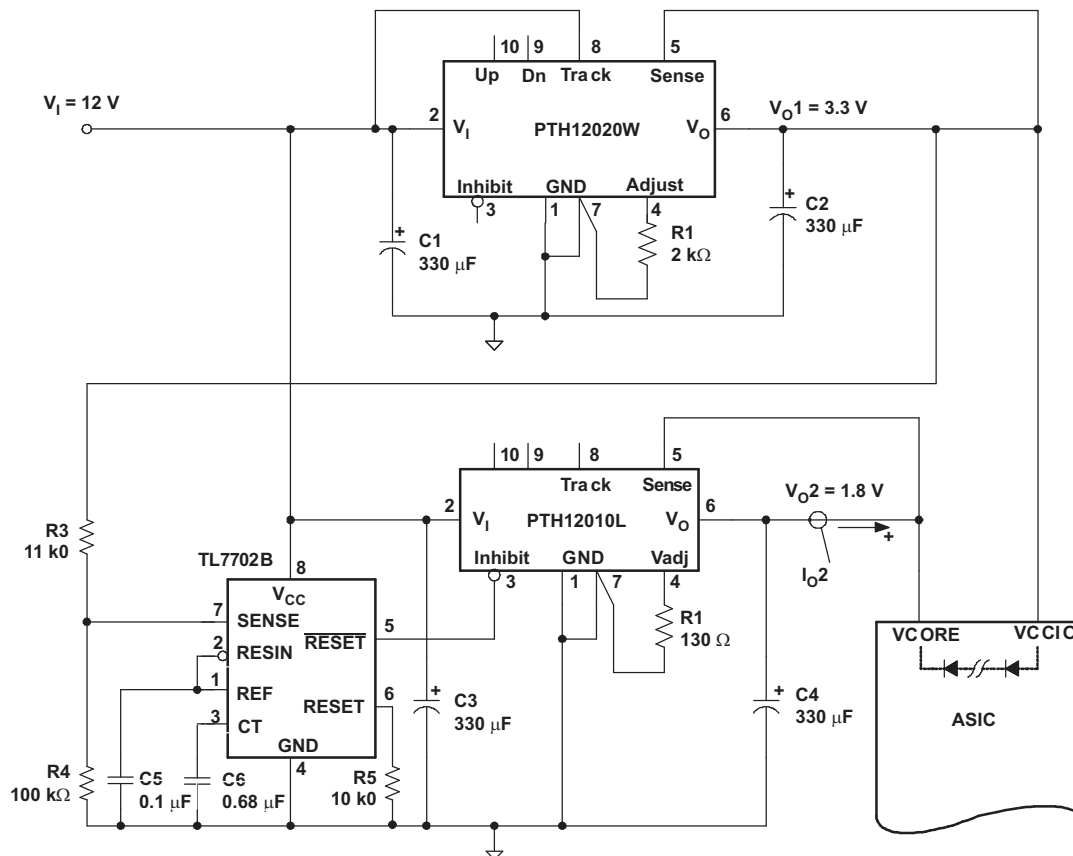 10 9 8 5
Up Dn Track Sense
V_I = 12 V
2 V_I PTH12020W V_O 6 V_O1 = 3.3 V
Inhibit GND Adjust
3 1 7 4
+ C1
330 μF
R1
2 kΩ
+ C2
330 μF
10 9 8 5
Track Sense
2 V_I PTH12010L V_O 6 V_O2 = 1.8 V
+
Inhibit GND Vadj
3 1 7 4
I_O2
R1
130 Ω
R3
11 k0
TL7702B
8
V_CC
7 SENSE
2 RESIN
RESET 5
1 REF
RESET 6
3 CT
GND
4
+ C3
330 μF
+ C4
330 μF
VCORE VCCIO
ASIC
R4
100 kΩ
C5
0.1 μF
C6
0.68 μF
R5
10 k0